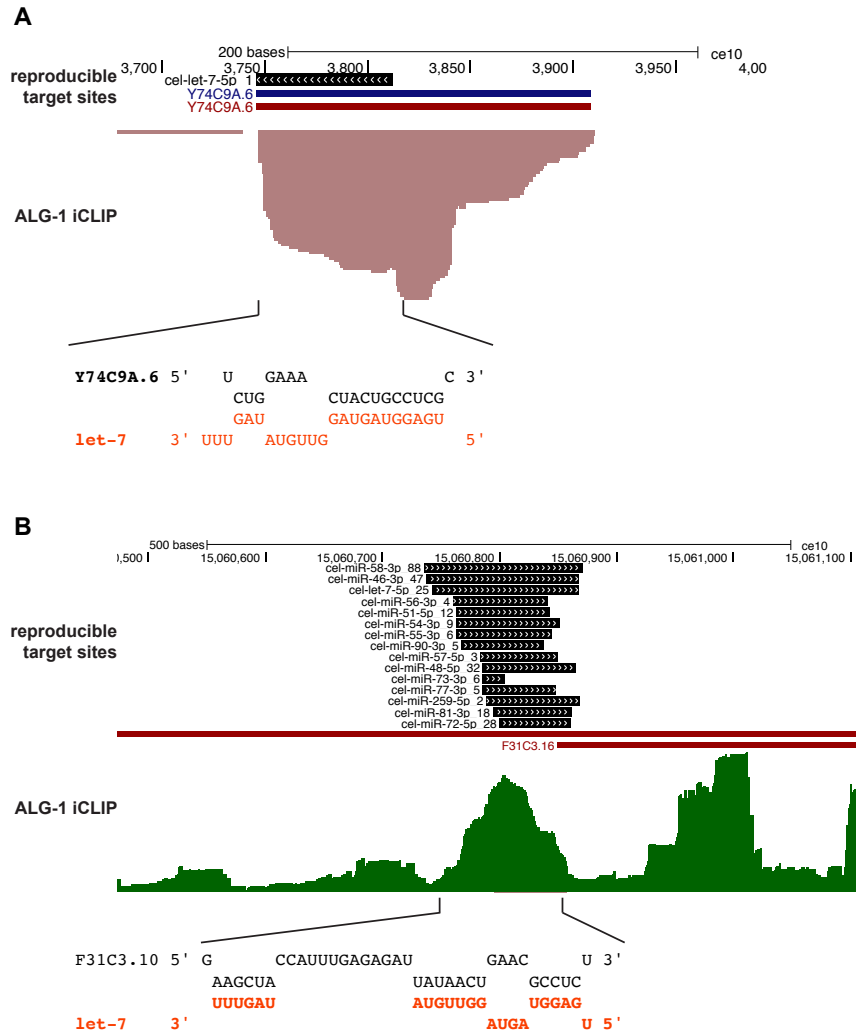 A
200 bases ce10
3,700 3,750 3,800 3,850 3,900 3,950 4,00
reproducible
target sites
cel-let-7-5p 1
Y74C9A.6
Y74C9A.6
ALG-1 iCLIP
Y74C9A.6 5' U GAAA C 3'
CUG CUACUGCCUCG
GAU GAUGAUGGAGU
let-7 3' UUU AUGUUG 5'
B
500 bases ce10
0,500 15,060,600 15,060,700 15,060,800 15,060,900 15,061,000 15,061,100
cel-miR-58-3p 88
cel-miR-46-3p 47
cel-let-7-5p 25
cel-miR-56-3p 4
cel-miR-51-5p 12
cel-miR-54-3p 9
cel-miR-55-3p 6
cel-miR-90-3p 5
cel-miR-57-5p 3
cel-miR-48-5p 32
cel-miR-73-3p 6
cel-miR-77-3p 5
cel-miR-259-5p 2
cel-miR-81-3p 18
cel-miR-72-5p 28
reproducible
target sites
F31C3.16
ALG-1 iCLIP
F31C3.10 5' G CCAUUUGAGAGAU GAAC U 3'
AAGCUA UAUAACU GCCUC
UUUGAU AUGUUGG UGGAG
let-7 3' AUGA U 5'